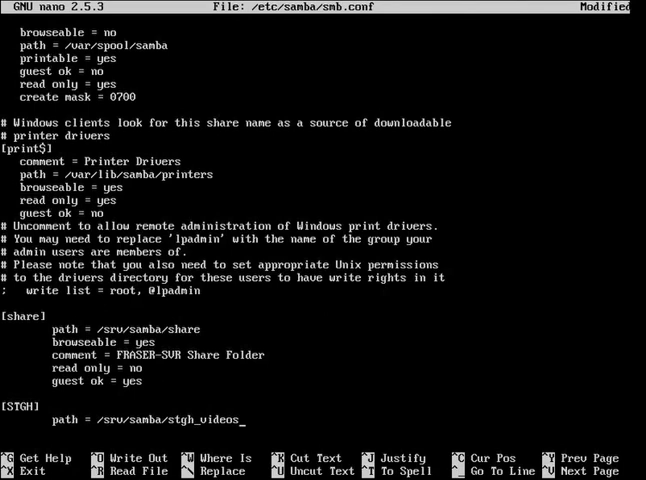 GNU nano 2.5.3 File: /etc/samba/smb.conf Modified
browseable = no
path = /var/spool/samba
printable = yes
guest ok = no
read only = yes
create mask = 0700
# Windows clients look for this share name as a source of downloadable
# printer drivers
[print$]
comment = Printer Drivers
path = /var/lib/samba/printers
browseable = yes
read only = yes
guest ok = no
# Uncomment to allow remote administration of Windows print drivers.
# You may need to replace 'lpadmin' with the name of the group your
# admin users are members of.
# Please note that you also need to set appropriate Unix permissions
# to the drivers directory for these users to have write rights in it
; write list = root, @lpadmin
[share]
path = /srv/samba/share
browseable = yes
comment = FRASER-SVR Share Folder
read only = no
guest ok = yes
[STGH]
path = /srv/samba/stgh_videos_
^G Get Help ^O Write Out ^W Where Is ^K Cut Text ^J Justify ^C Cur Pos ^Y Prev Page
^X Exit ^R Read File ^\ Replace ^U Uncut Text ^T To Spell ^_ Go To Line ^V Next Page